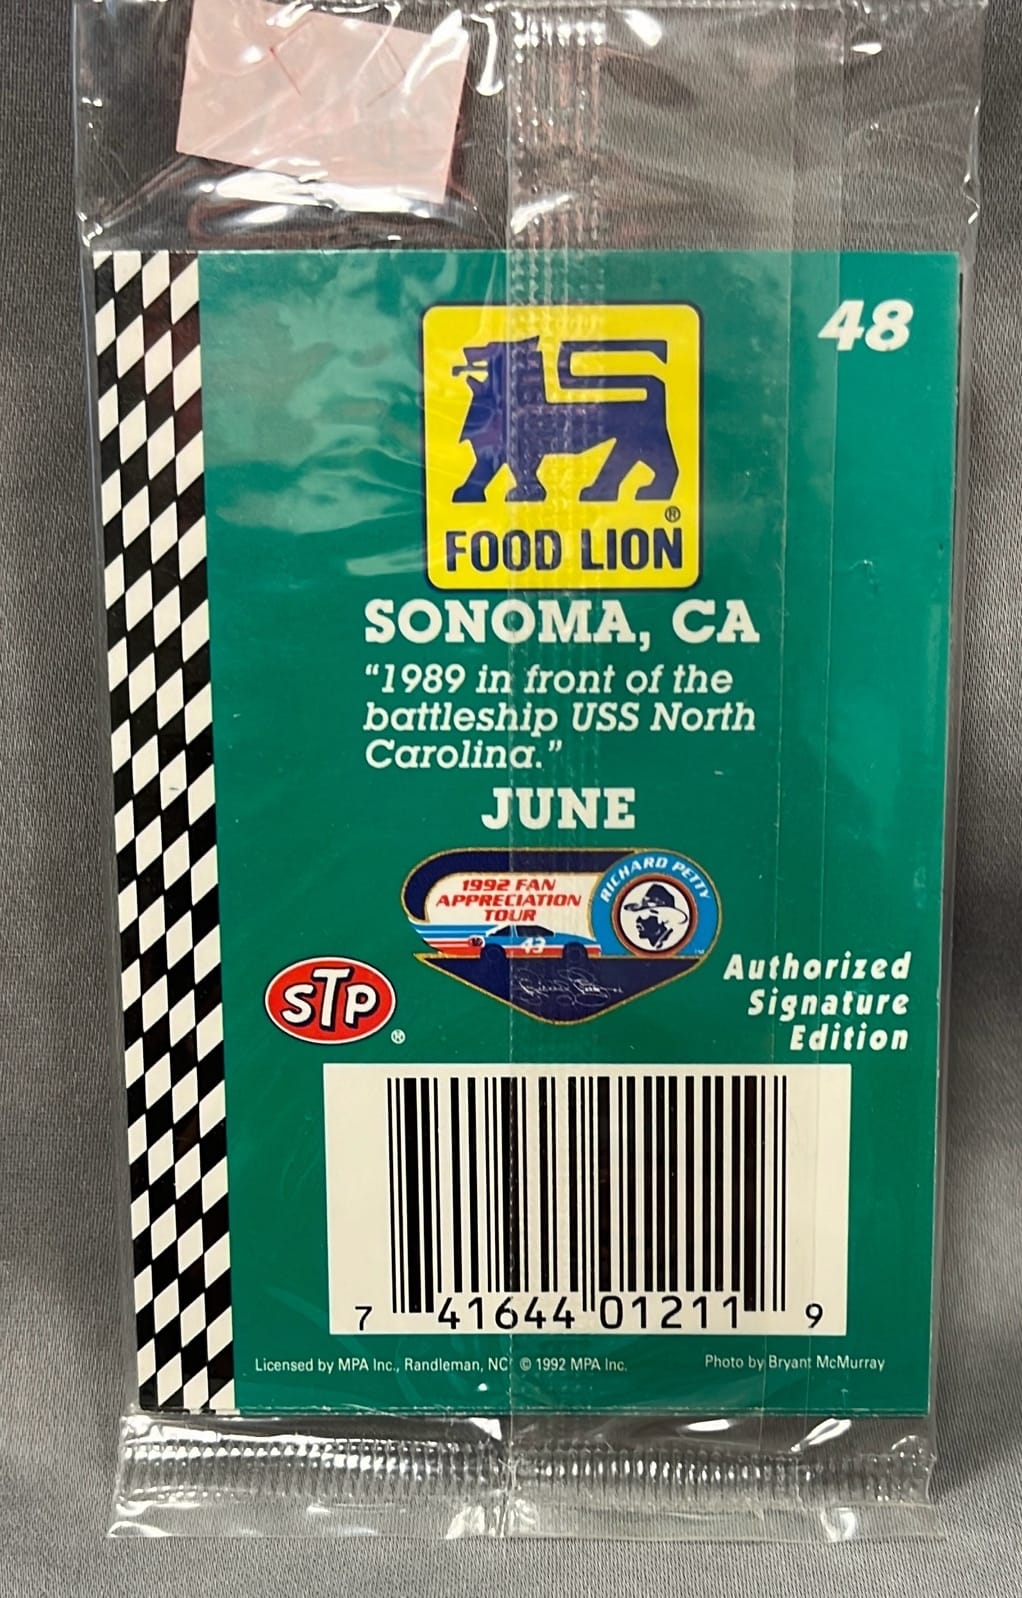 48
FOOD LION
®
SONOMA, CA
“1989 in front of the
battleship USS North
Carolina.”
JUNE
1992 FAN
APPRECIATION
TOUR
RICHARD PETTY
43
TM
STP
®
Authorized
Signature
Edition
7 41644 01211 9
Licensed by MPA Inc., Randleman, NC © 1992 MPA Inc.
Photo by Bryant McMurray